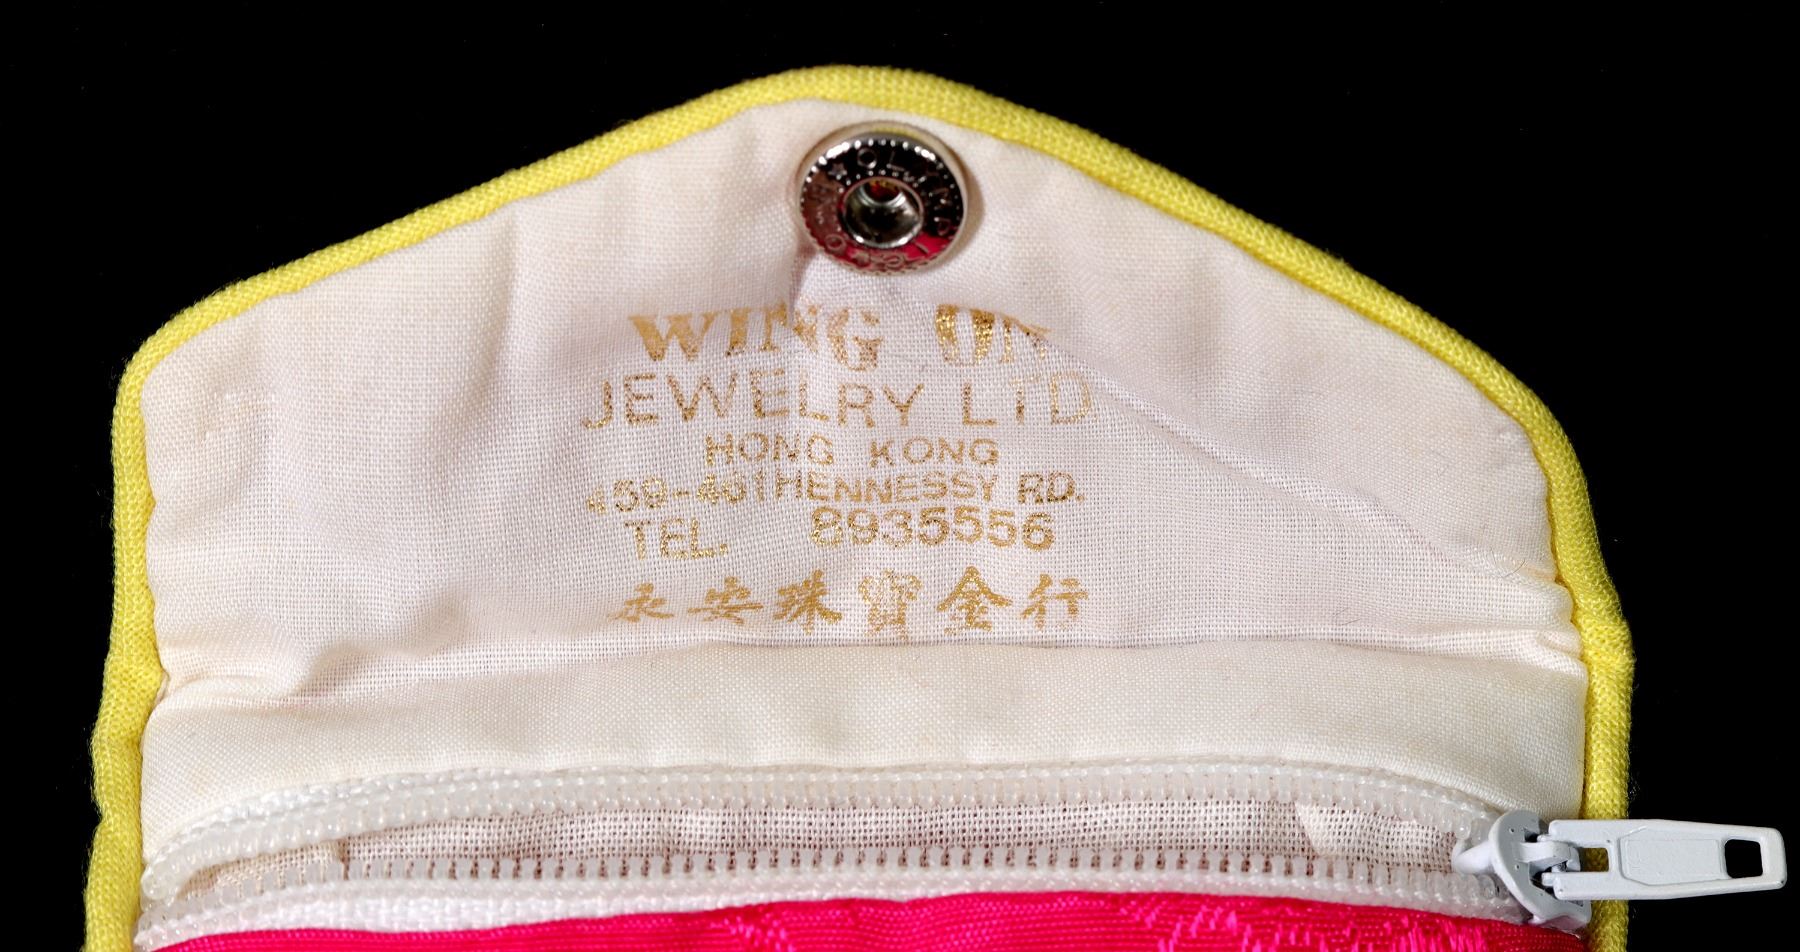 WING ON
JEWELRY LTD
HONG KONG
459-461 HENNESSY RD.
TEL. 8935556
永安珠寶金行